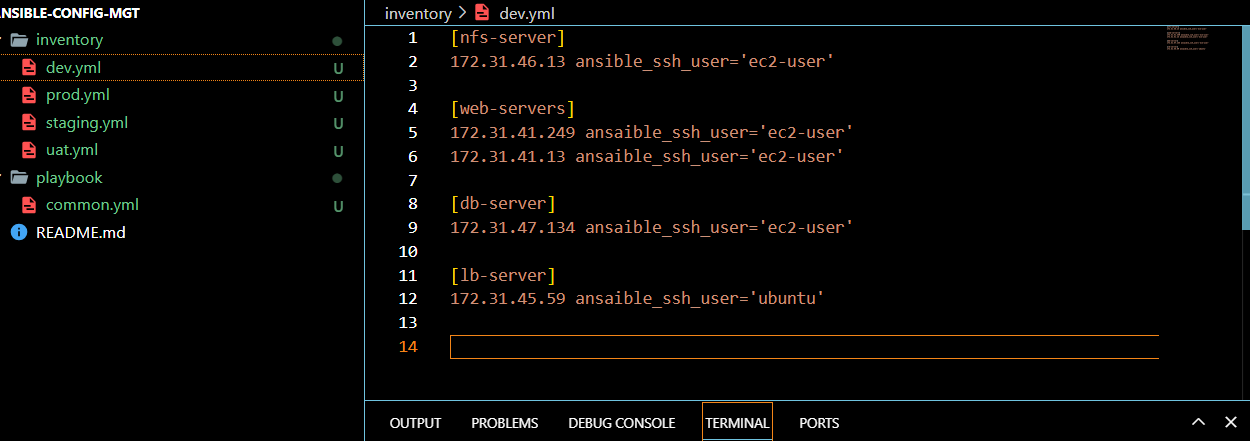 ANSIBLE-CONFIG-MGT
inventory
dev.yml U
prod.yml U
staging.yml U
uat.yml U
playbook
common.yml U
README.md
inventory > dev.yml
1 [nfs-server]
2 172.31.46.13 ansible_ssh_user='ec2-user'
3
4 [web-servers]
5 172.31.41.249 ansaible_ssh_user='ec2-user'
6 172.31.41.13 ansaible_ssh_user='ec2-user'
7
8 [db-server]
9 172.31.47.134 ansaible_ssh_user='ec2-user'
10
11 [lb-server]
12 172.31.45.59 ansaible_ssh_user='ubuntu'
13
14
OUTPUT PROBLEMS DEBUG CONSOLE TERMINAL PORTS